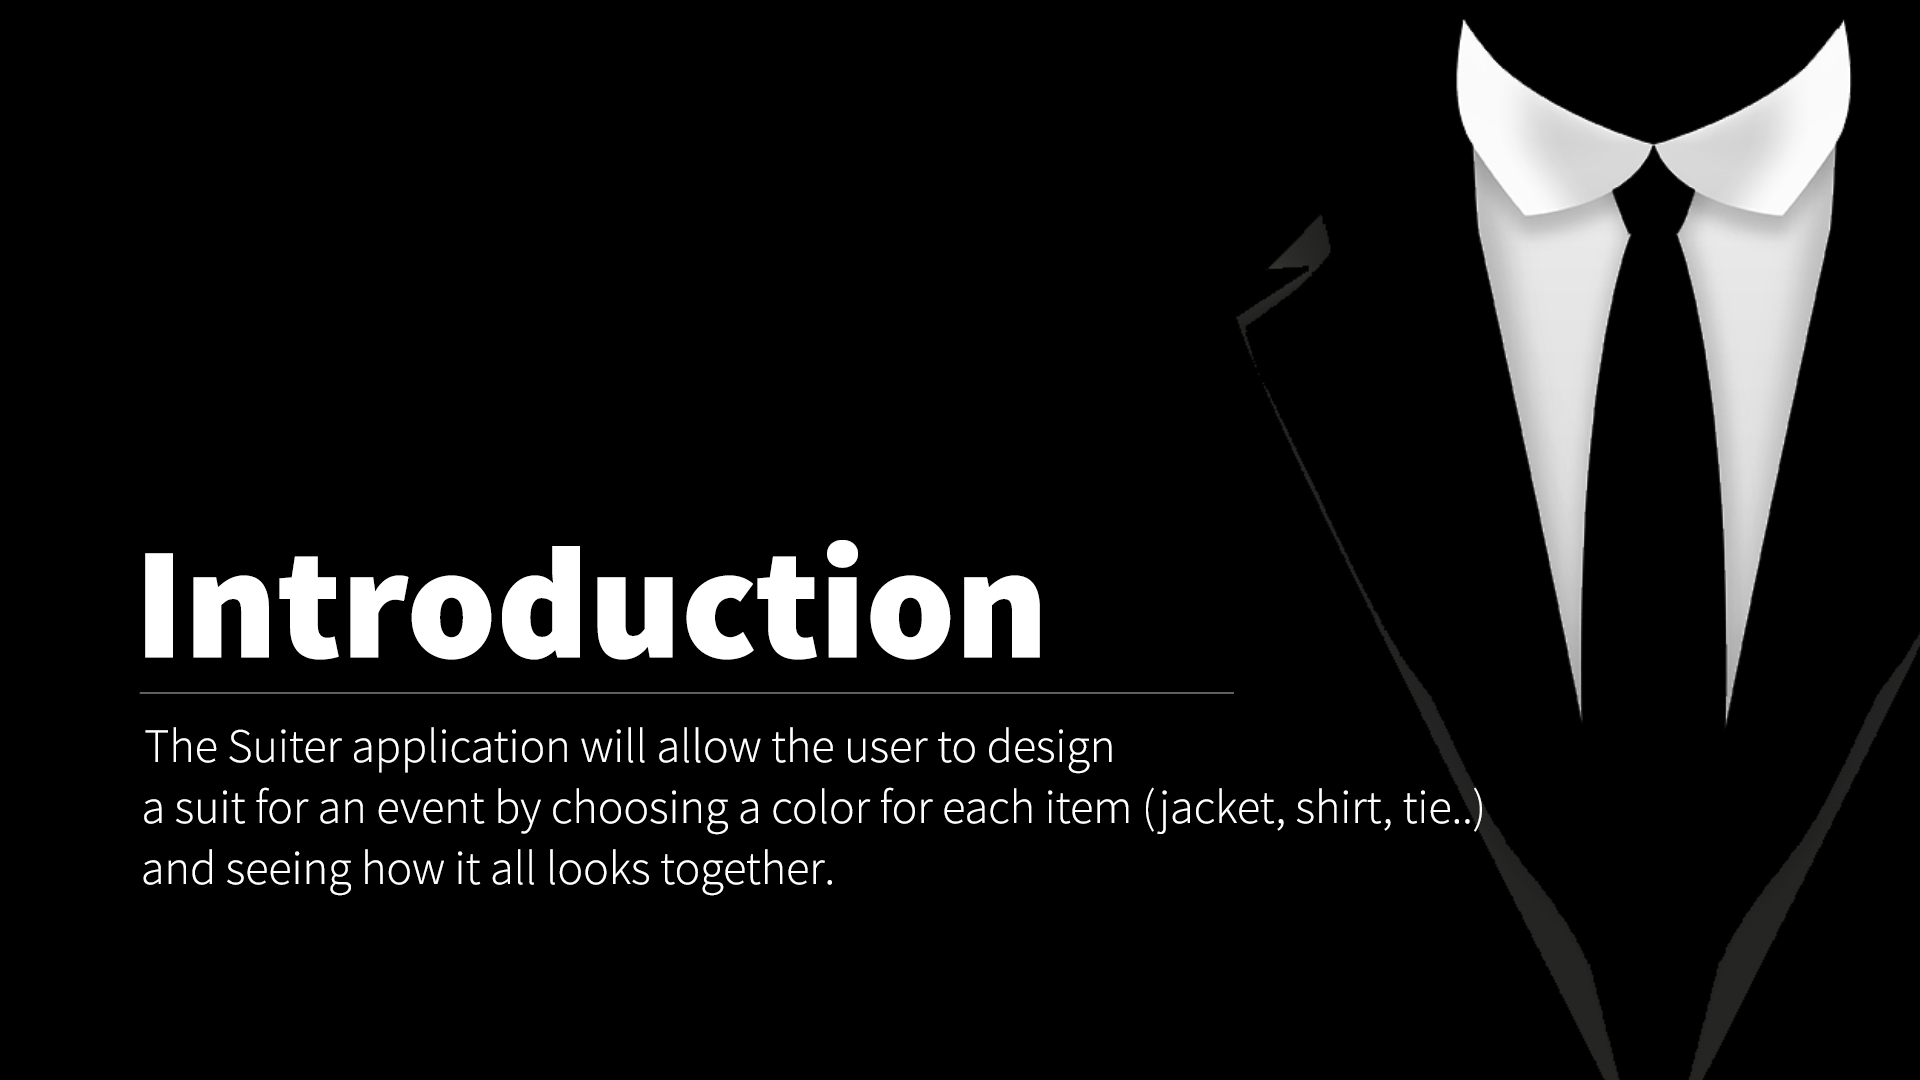 Introduction
The Suiter application will allow the user to design
a suit for an event by choosing a color for each item (jacket, shirt, tie..)
and seeing how it all looks together.